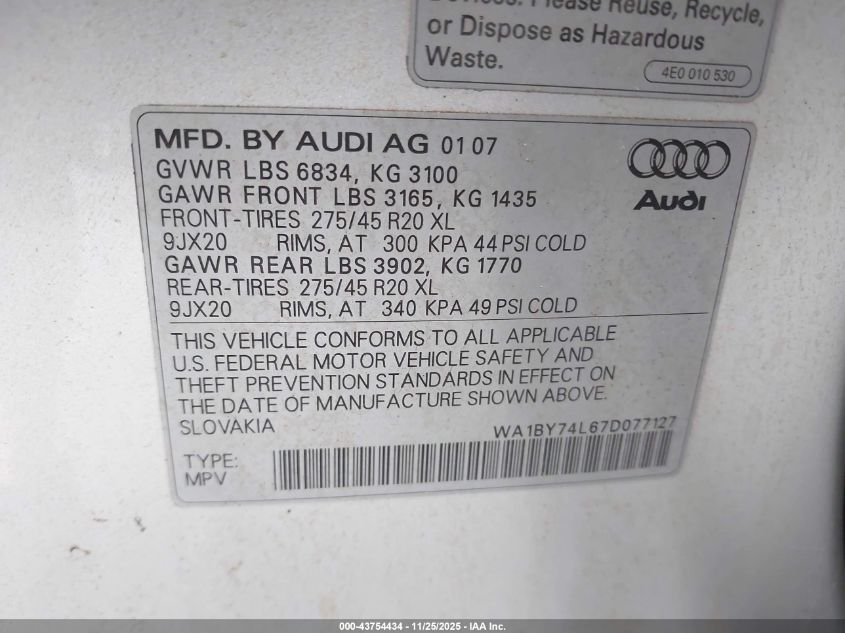 Please Reuse, Recycle,
or Dispose as Hazardous
Waste.
4E0 010 530
MFD. BY AUDI AG 01 07
GVWR LBS 6834, KG 3100
GAWR FRONT LBS 3165, KG 1435
FRONT-TIRES 275/45 R20 XL
9JX20 RIMS, AT 300 KPA 44 PSI COLD
GAWR REAR LBS 3902, KG 1770
REAR-TIRES 275/45 R20 XL
9JX20 RIMS, AT 340 KPA 49 PSI COLD
Audi
THIS VEHICLE CONFORMS TO ALL APPLICABLE
U.S. FEDERAL MOTOR VEHICLE SAFETY AND
THEFT PREVENTION STANDARDS IN EFFECT ON
THE DATE OF MANUFACTURE SHOWN ABOVE.
SLOVAKIA
WA1BY74L67D077127
TYPE:
MPV
000-43754434 - 11/25/2025 - IAA Inc.